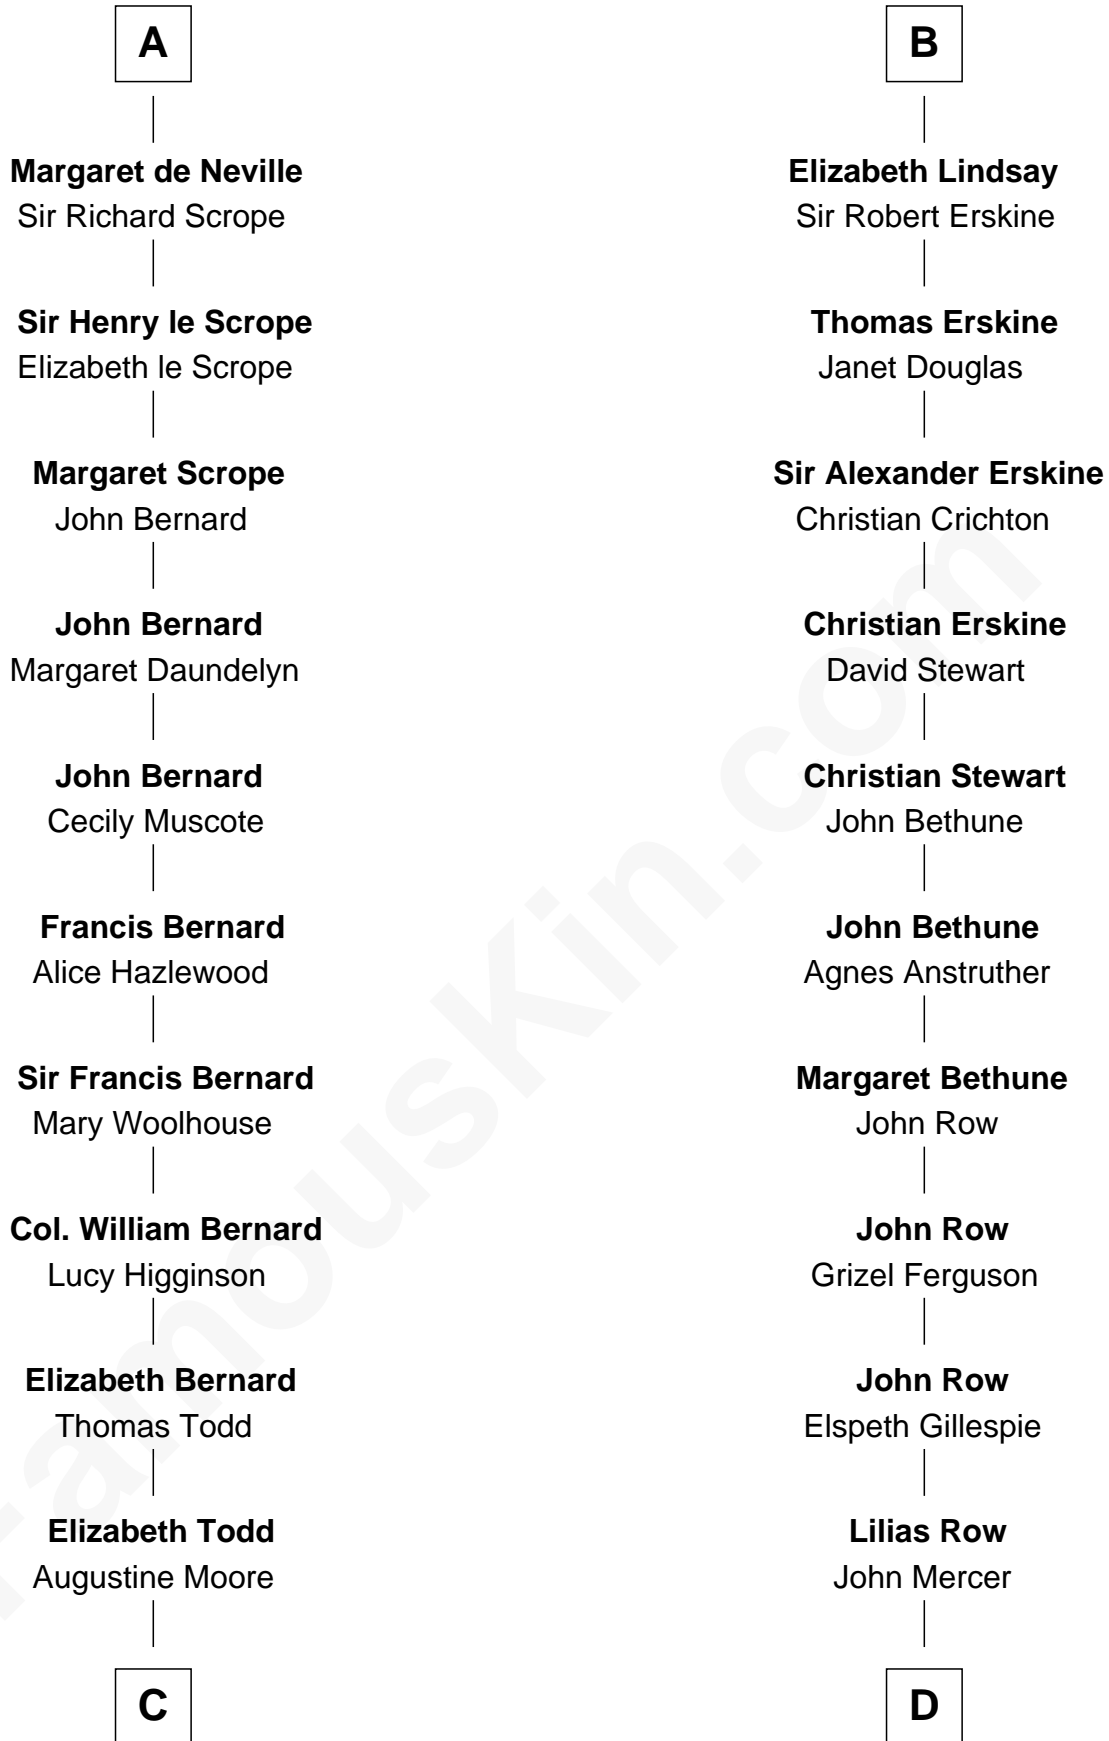 A
Margaret de Neville
Sir Richard Scrope
Sir Henry le Scrope
Elizabeth le Scrope
Margaret Scrope
John Bernard
John Bernard
Margaret Daundelyn
John Bernard
Cecily Muscote
Francis Bernard
Alice Hazlewood
Sir Francis Bernard
Mary Woolhouse
Col. William Bernard
Lucy Higginson
Elizabeth Bernard
Thomas Todd
Elizabeth Todd
Augustine Moore
C
B
Elizabeth Lindsay
Sir Robert Erskine
Thomas Erskine
Janet Douglas
Sir Alexander Erskine
Christian Crichton
Christian Erskine
David Stewart
Christian Stewart
John Bethune
John Bethune
Agnes Anstruther
Margaret Bethune
John Row
John Row
Grizel Ferguson
John Row
Elspeth Gillespie
Lilias Row
John Mercer
D
FamousKin.com